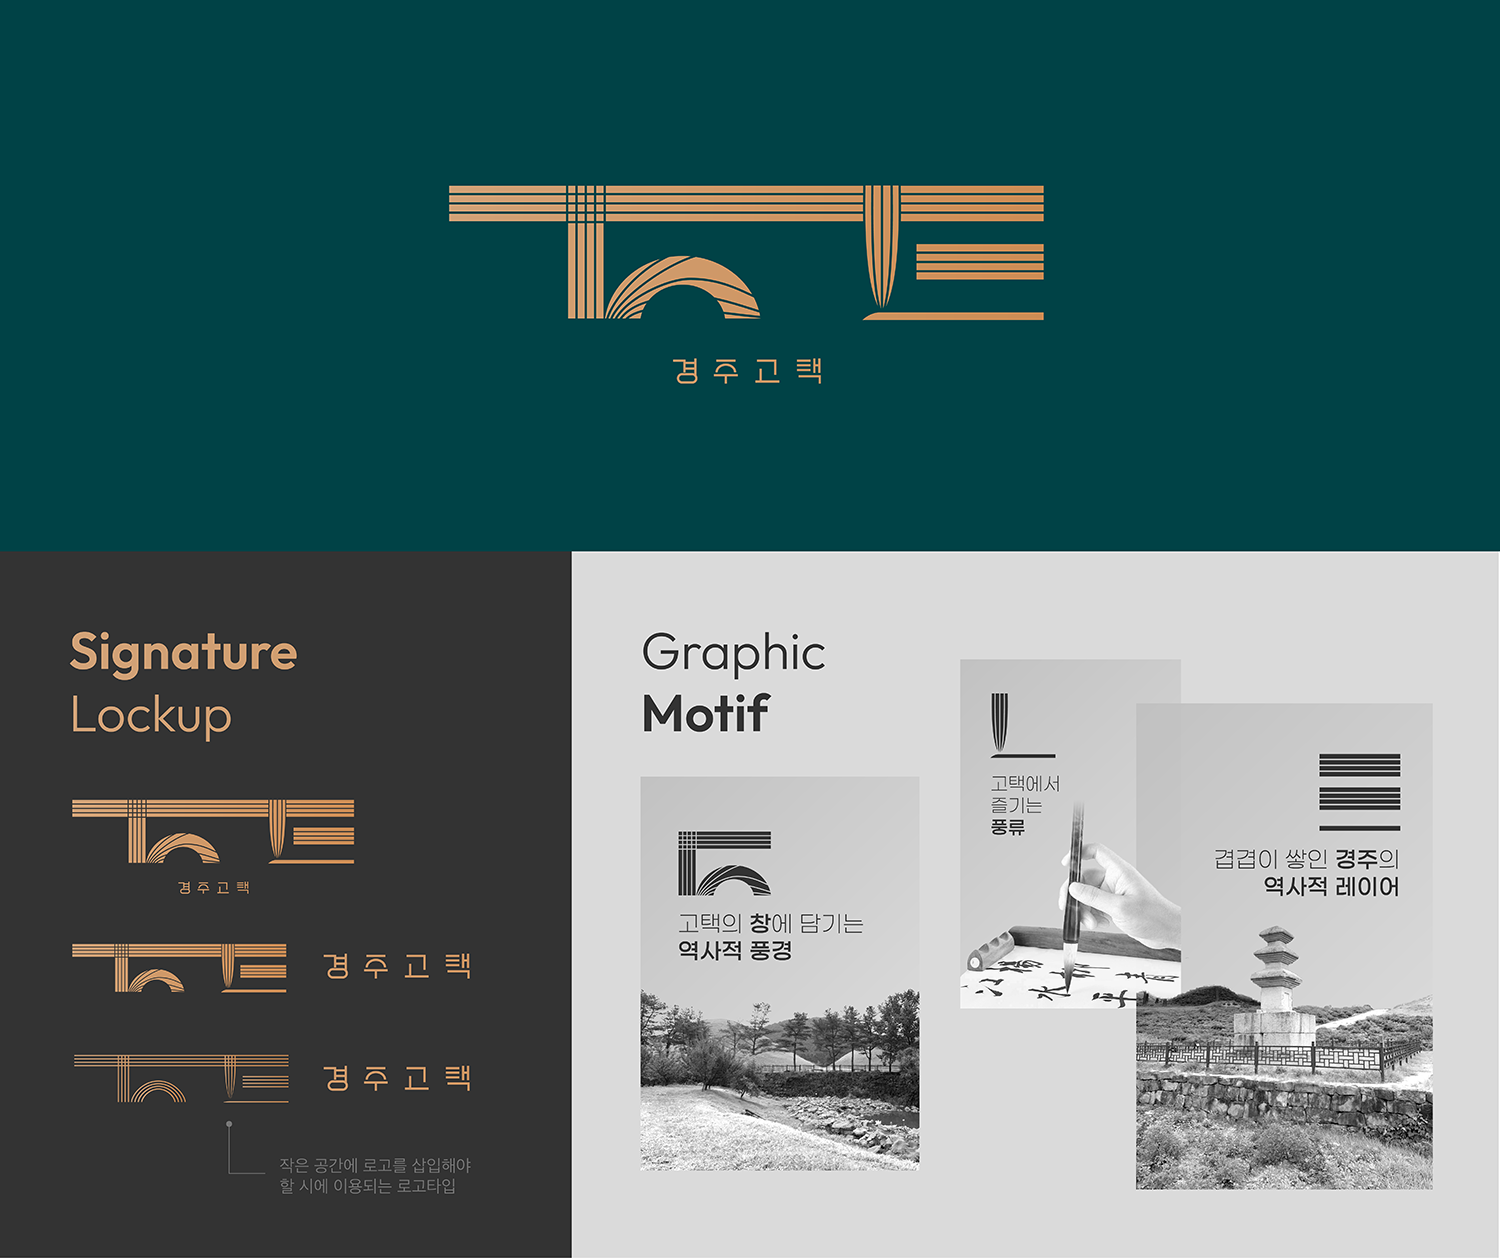 경주고택
Signature
Lockup
경주고택
경주고택
경주고택
작은 공간에 로고를 삽입해야
할 시에 이용되는 로고타입
Graphic
Motif
고택의 창에 담기는
역사적 풍경
고택에서
즐기는
풍류
겹겹이 쌓인 경주의
역사적 레이어